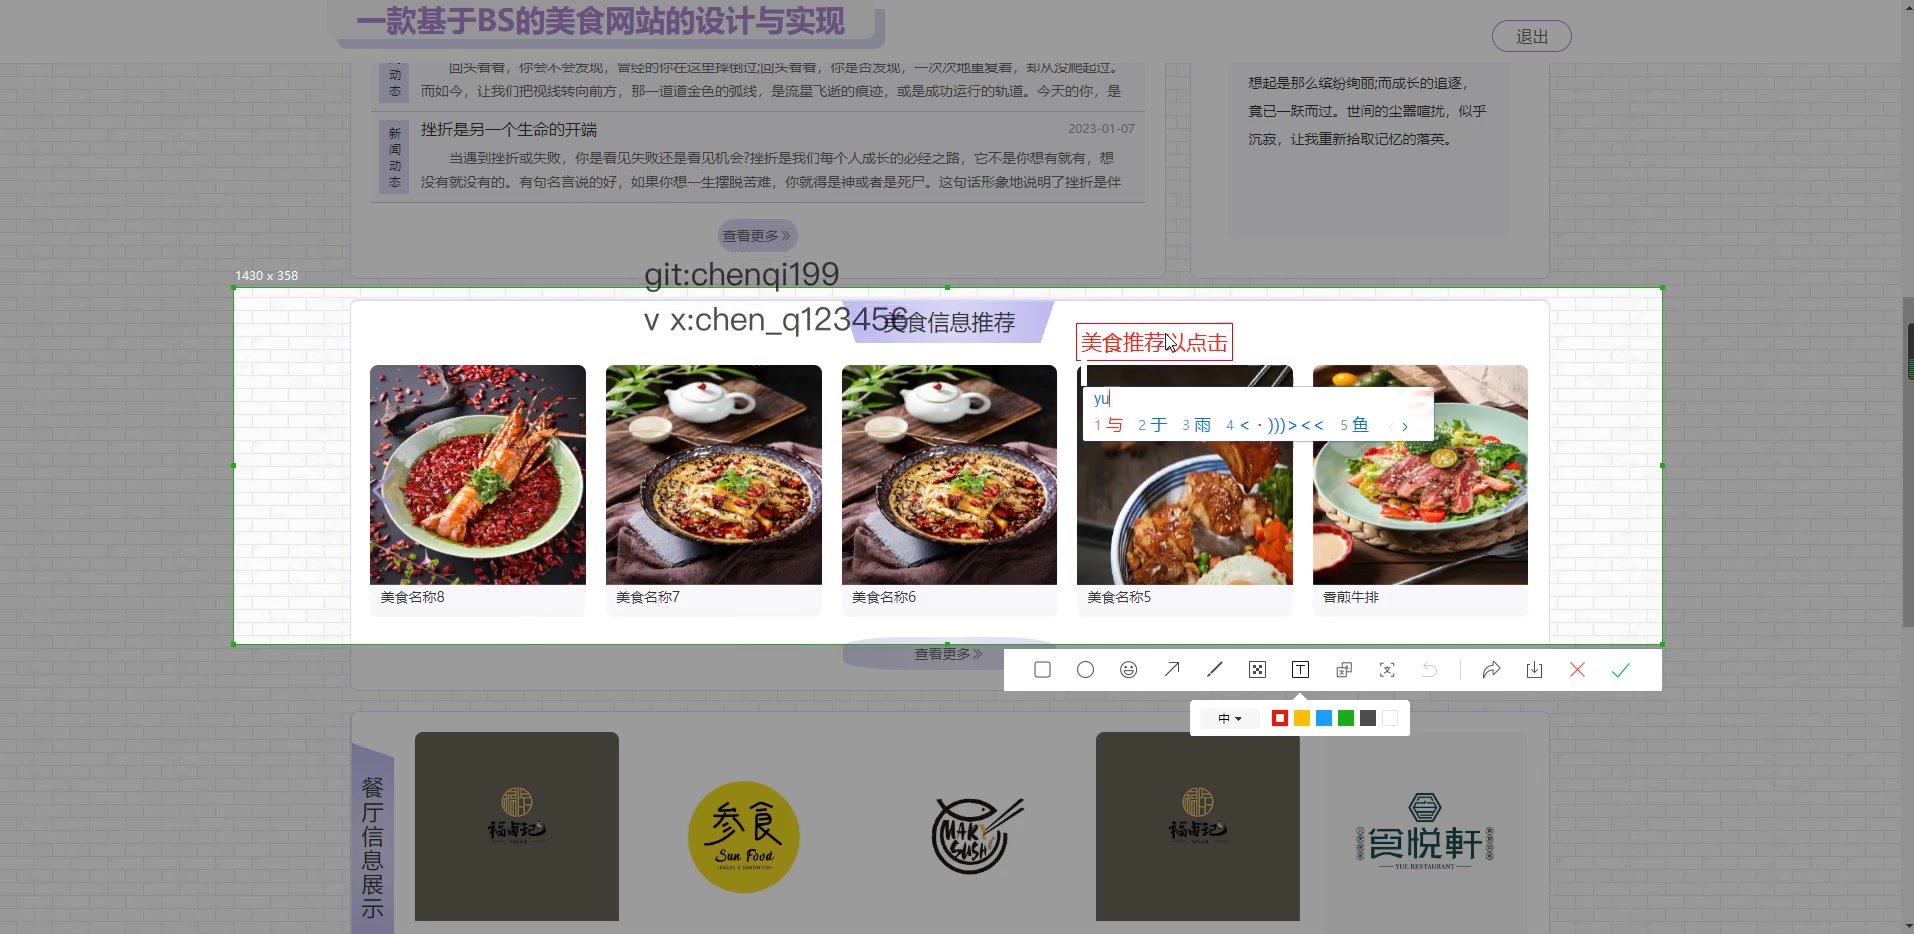 一款基于BS的美食网站的设计与实现
退出
动
态
回头看看，你会不会发现，曾经的你在这里摔倒过;回头看看，你是否发现，一次次地重复着，却从没爬起过。
而如今，让我们把视线转向前方，那一道道金色的弧线，是流星飞逝的痕迹，或是成功运行的轨道。今天的你，是
新
闻
动
态
挫折是另一个生命的开端
2023-01-07
当遇到挫折或失败，你是看见失败还是看见机会?挫折是我们每个人成长的必经之路，它不是你想有就有，想
没有就没有的。有句名言说的好，如果你想一生摆脱苦难，你就得是神或者是死尸。这句话形象地说明了挫折是伴
查看更多》
想起是那么缤纷绚丽;而成长的追逐，
竟已一跃而过。世间的尘嚣喧扰，似乎
沉寂，让我重新拾取记忆的落英。
1430 x 358
git:chenqi199
v x:chen_q123456
美食信息推荐
美食推荐以点击
yu
1 与 2 于 3 雨 4 < · )))><< 5 鱼
美食名称8
美食名称7
美食名称6
美食名称5
香煎牛排
查看更多》
中
餐厅信息展示
福卤记
参食
Sun Food
BAGEL & SANDWICH
MARY
SUSHI
福卤记
食悦軒
YUE RESTAURANT